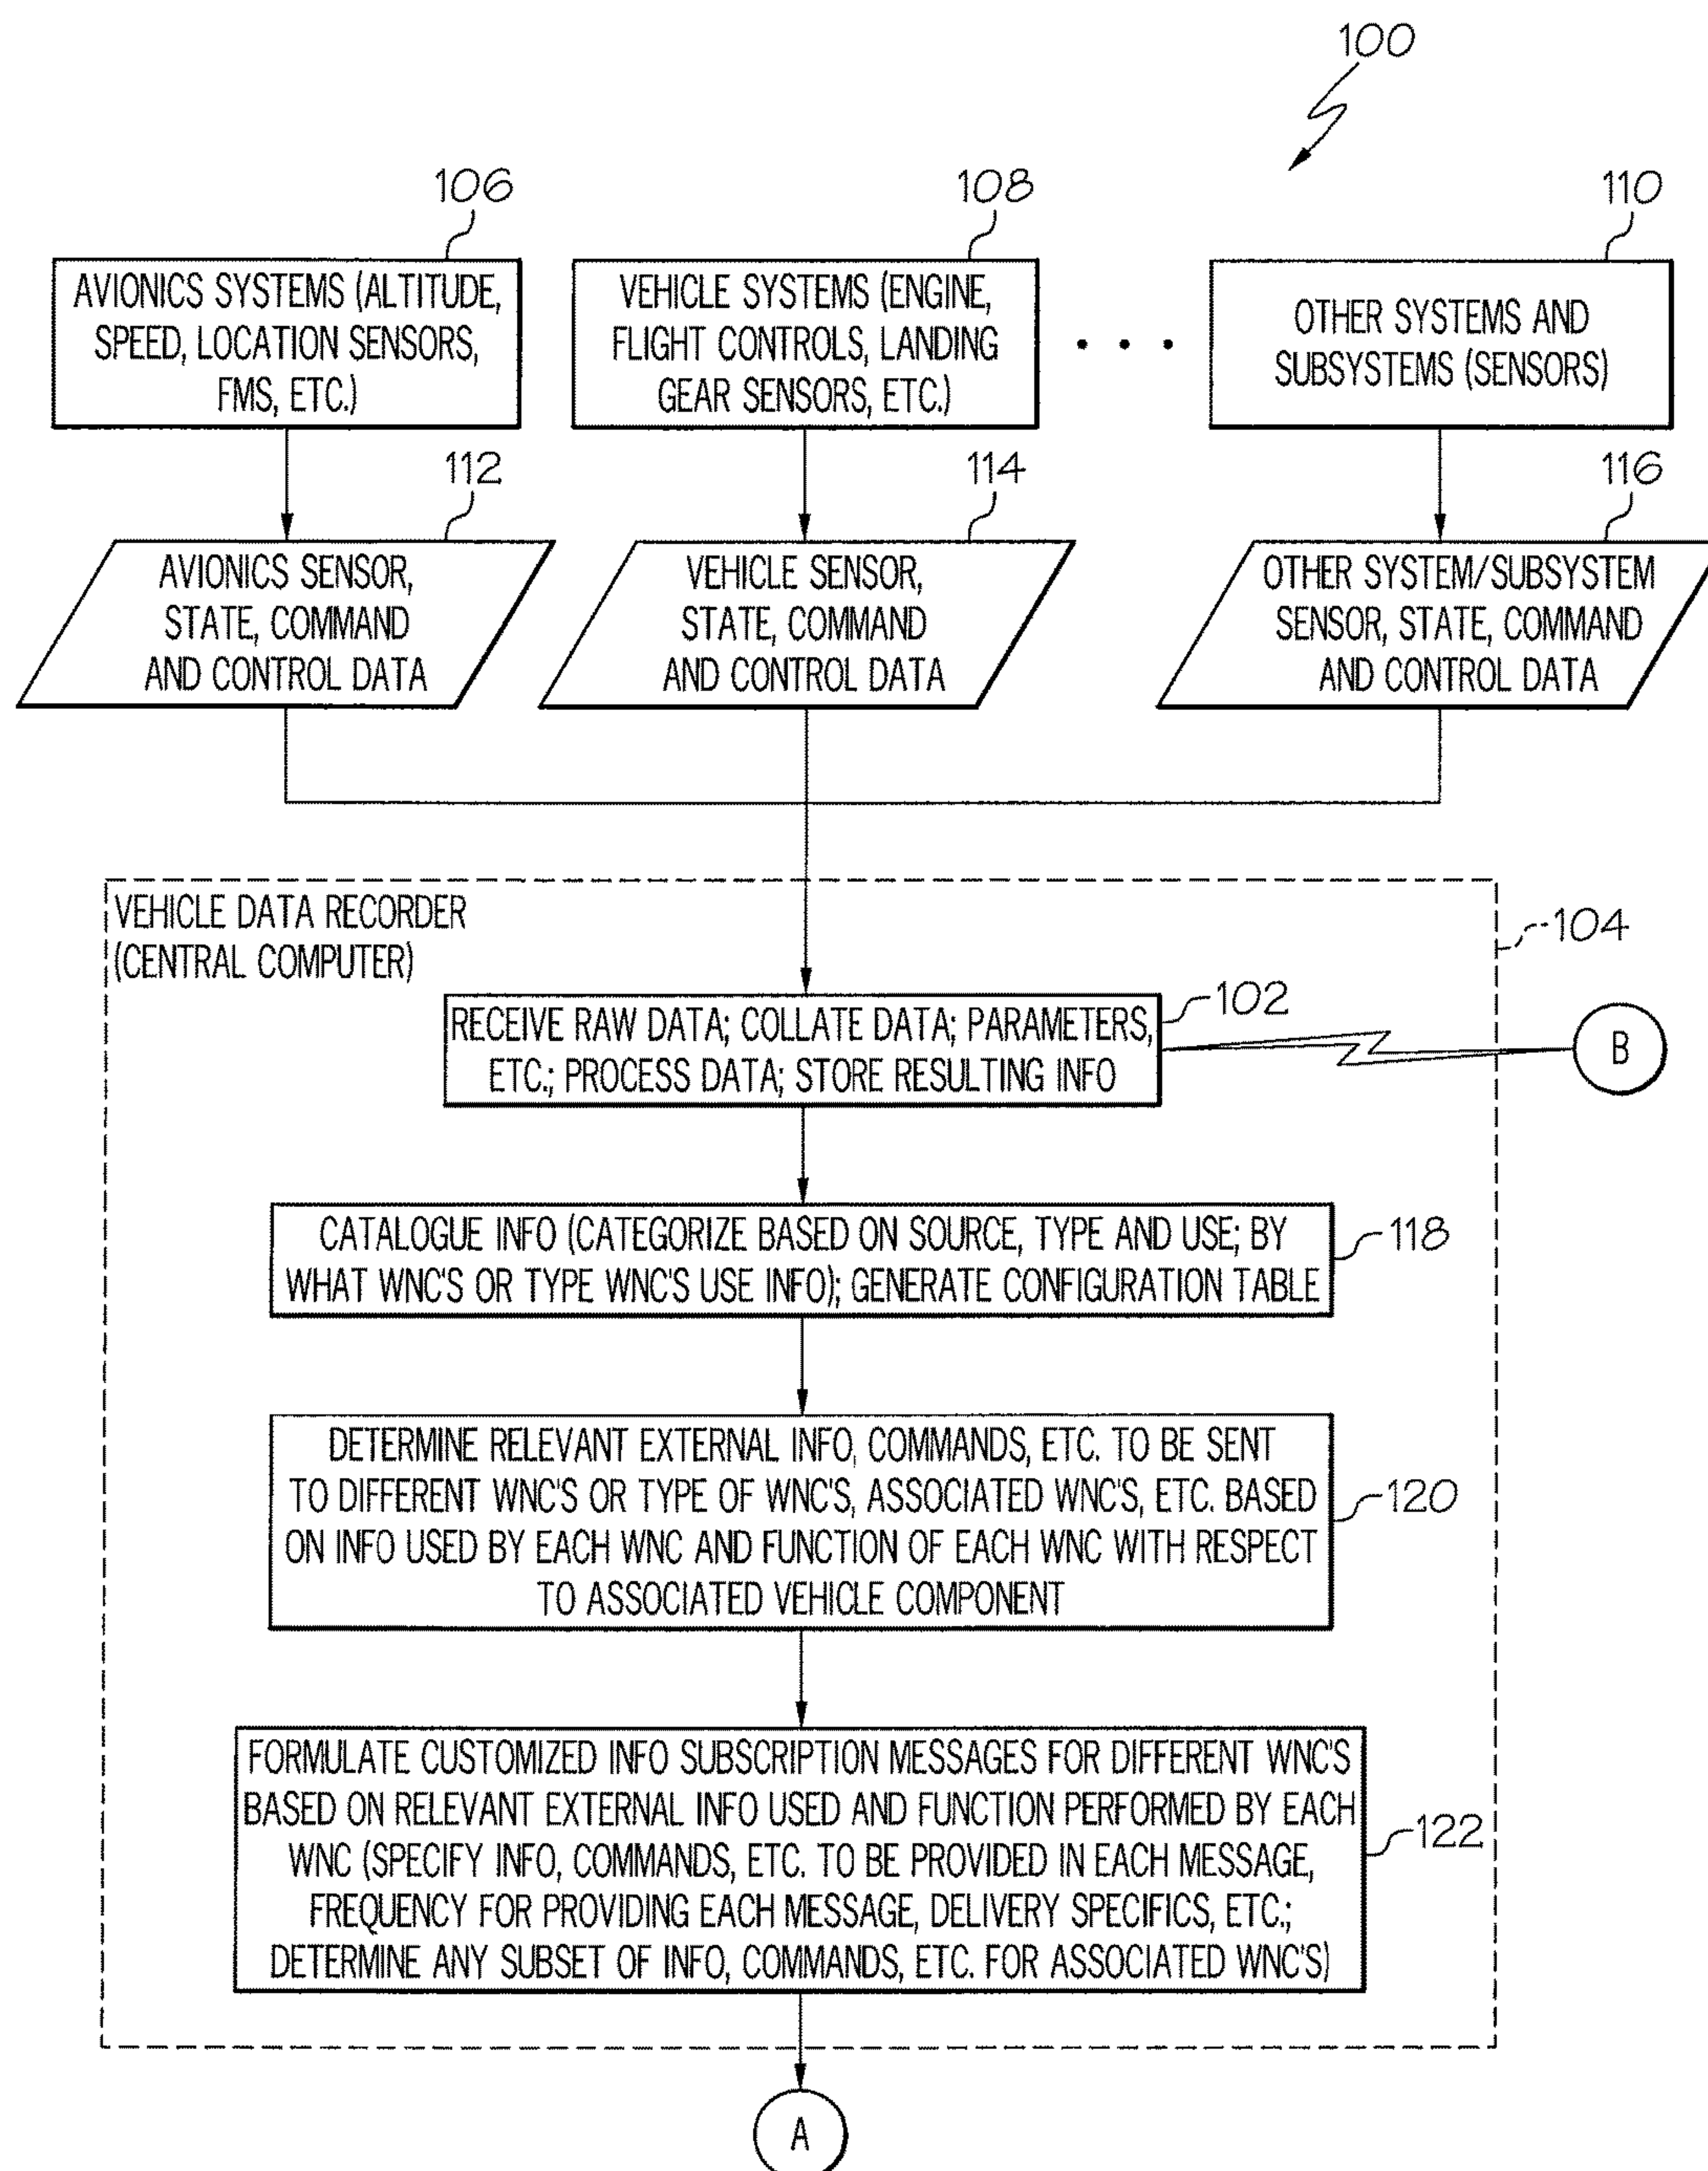 100
106
108
110
AVIONICS SYSTEMS (ALTITUDE,
SPEED, LOCATION SENSORS,
FMS, ETC.)
VEHICLE SYSTEMS (ENGINE,
FLIGHT CONTROLS, LANDING
GEAR SENSORS, ETC.)
OTHER SYSTEMS AND
SUBSYSTEMS (SENSORS)
112
114
116
AVIONICS SENSOR,
STATE, COMMAND
AND CONTROL DATA
VEHICLE SENSOR,
STATE, COMMAND
AND CONTROL DATA
OTHER SYSTEM/SUBSYSTEM
SENSOR, STATE, COMMAND
AND CONTROL DATA
VEHICLE DATA RECORDER
(CENTRAL COMPUTER)
104
102
RECEIVE RAW DATA; COLLATE DATA; PARAMETERS,
ETC.; PROCESS DATA; STORE RESULTING INFO
B
CATALOGUE INFO (CATEGORIZE BASED ON SOURCE, TYPE AND USE; BY
WHAT WNC'S OR TYPE WNC'S USE INFO); GENERATE CONFIGURATION TABLE
118
DETERMINE RELEVANT EXTERNAL INFO, COMMANDS, ETC. TO BE SENT
TO DIFFERENT WNC'S OR TYPE OF WNC'S, ASSOCIATED WNC'S, ETC. BASED
ON INFO USED BY EACH WNC AND FUNCTION OF EACH WNC WITH RESPECT
TO ASSOCIATED VEHICLE COMPONENT
120
FORMULATE CUSTOMIZED INFO SUBSCRIPTION MESSAGES FOR DIFFERENT WNC'S
BASED ON RELEVANT EXTERNAL INFO USED AND FUNCTION PERFORMED BY EACH
WNC (SPECIFY INFO, COMMANDS, ETC. TO BE PROVIDED IN EACH MESSAGE,
FREQUENCY FOR PROVIDING EACH MESSAGE, DELIVERY SPECIFICS, ETC.;
DETERMINE ANY SUBSET OF INFO, COMMANDS, ETC. FOR ASSOCIATED WNC'S)
122
A